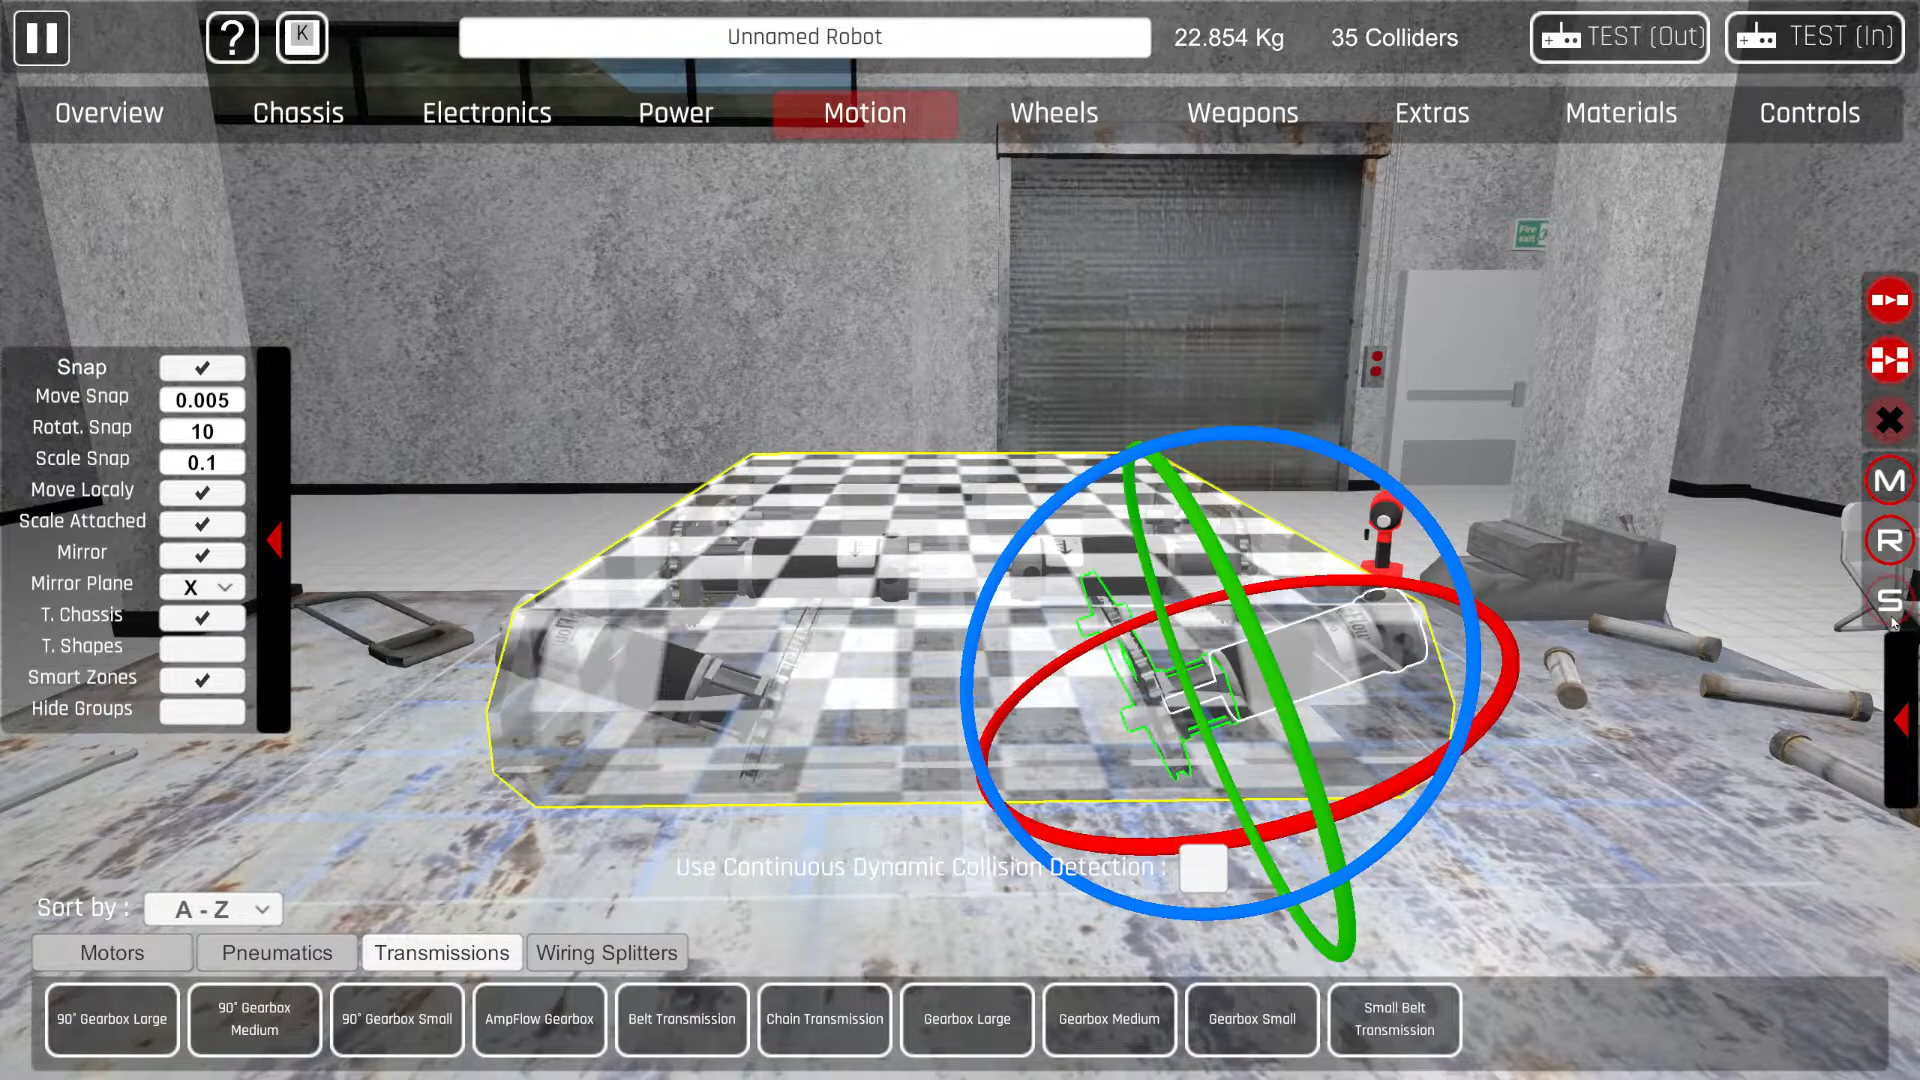 ?
K
Unnamed Robot
22.854 Kg
35 Colliders
TEST (Out)
TEST (In)
Overview
Chassis
Electronics
Power
Motion
Wheels
Weapons
Extras
Materials
Controls
Fire
exit
Snap
Move Snap
0.005
Rotat. Snap
10
Scale Snap
0.1
Move Localy
Scale Attached
Mirror
Mirror Plane
X
T. Chassis
T. Shapes
Smart Zones
Hide Groups
M
R
S
Use Continuous Dynamic Collision Detection :
Sort by :
A - Z
Motors
Pneumatics
Transmissions
Wiring Splitters
90° Gearbox Large
90° Gearbox
Medium
90° Gearbox Small
AmpFlow Gearbox
Belt Transmission
Chain Transmission
Gearbox Large
Gearbox Medium
Gearbox Small
Small Belt
Transmission